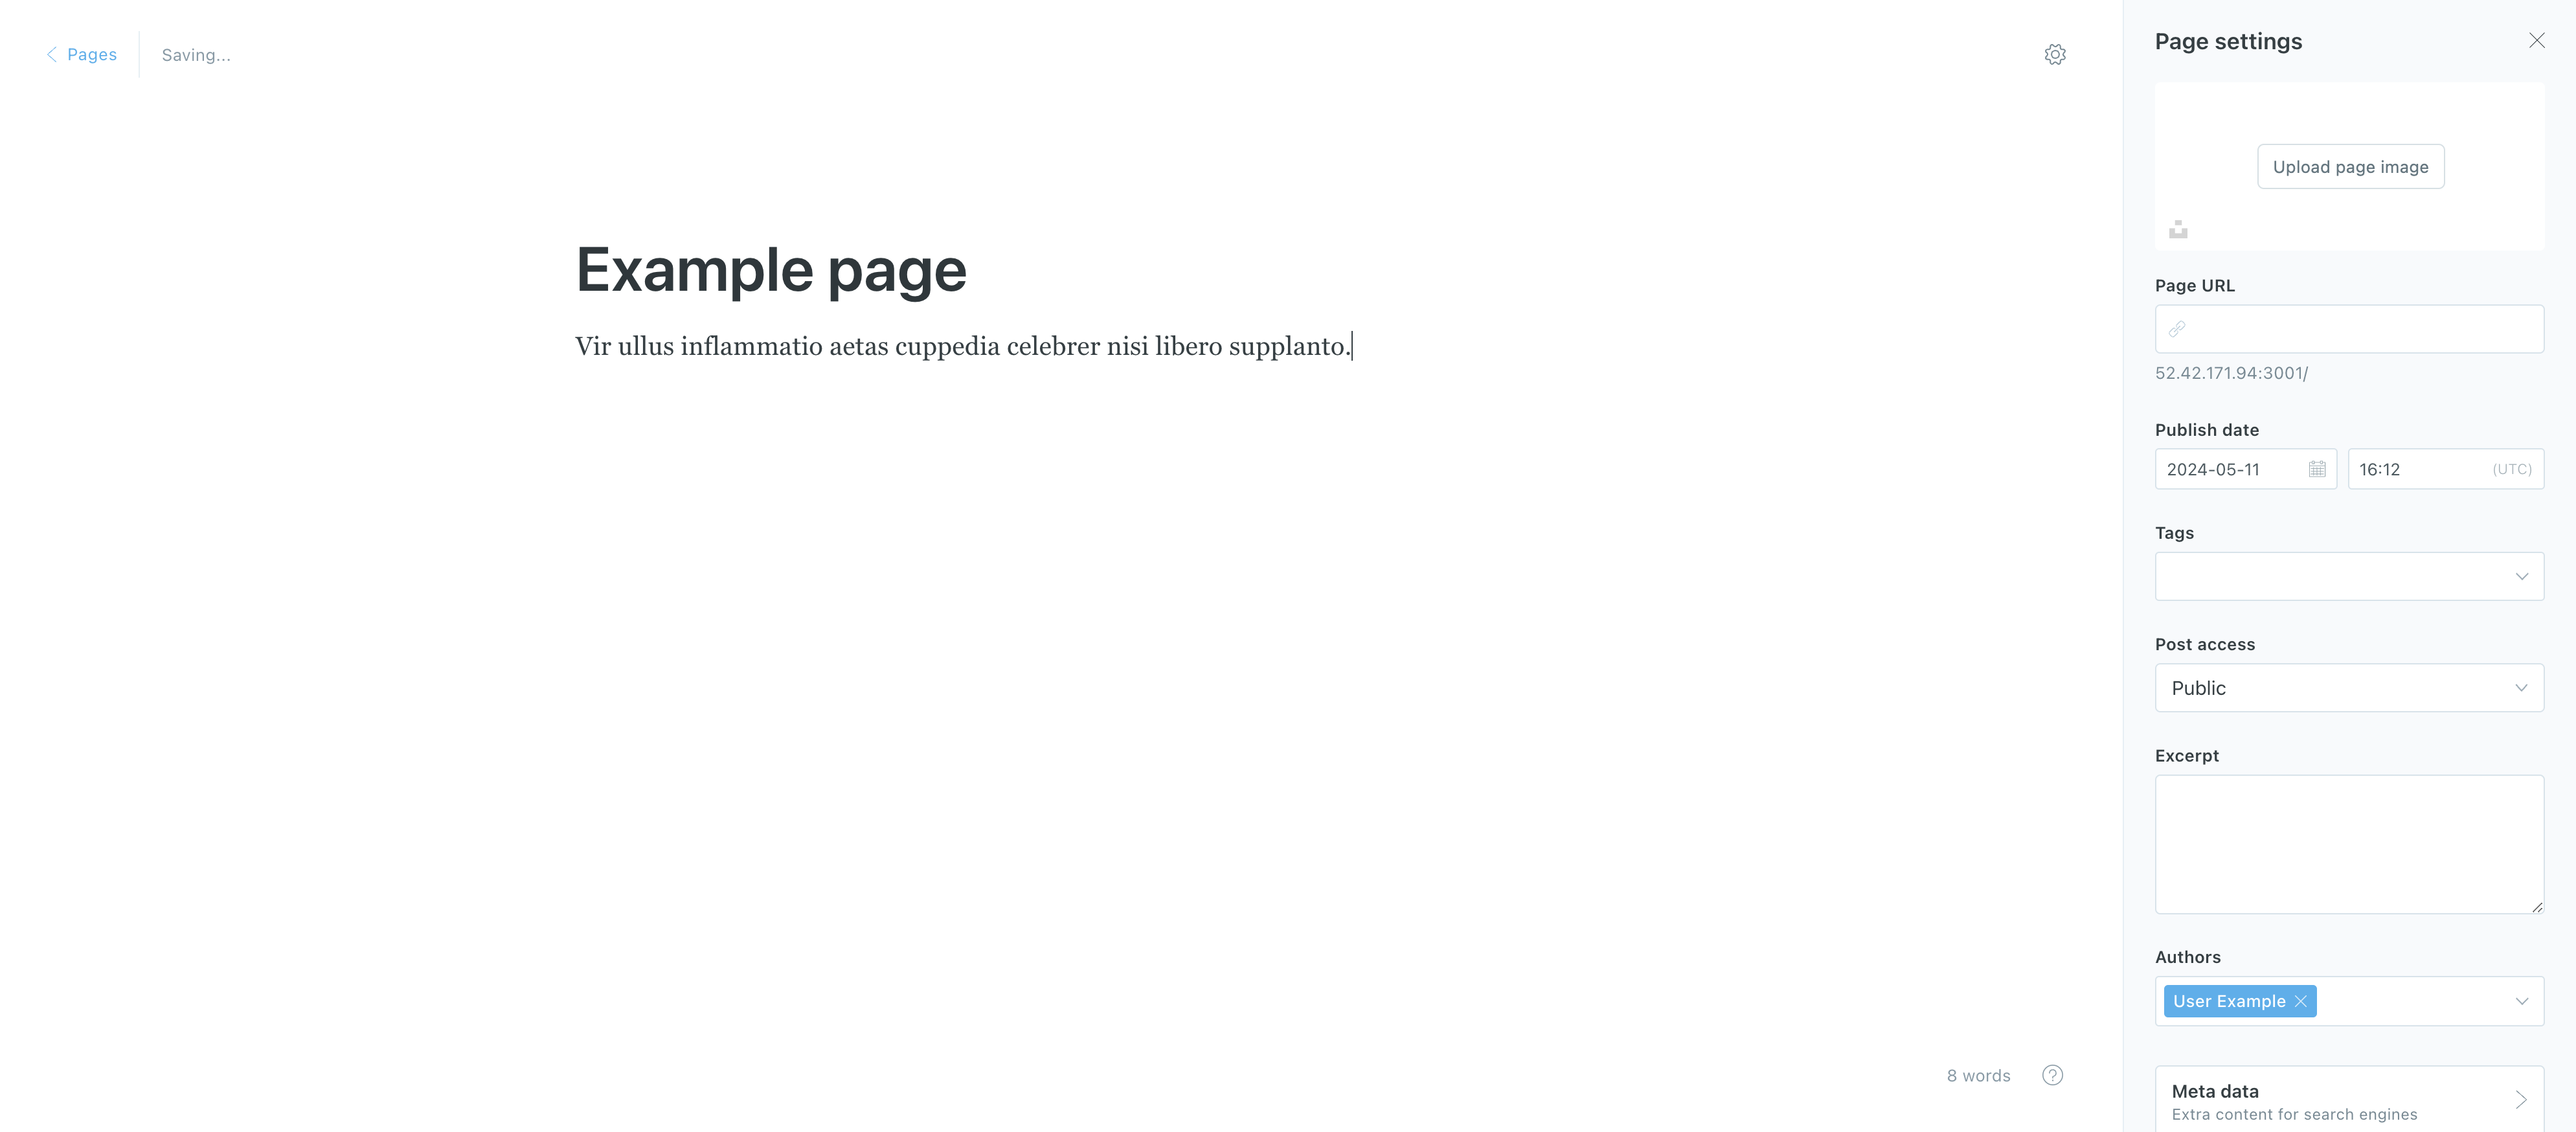 Pages
Saving...
Example page
Vir ullus inflammatio aetas cuppedia celebrer nisi libero supplanto.
8 words
?
Page settings
Upload page image
Page URL
52.42.171.94:3001/
Publish date
2024-05-11
16:12 (UTC)
Tags
Post access
Public
Excerpt
Authors
User Example
Meta data
Extra content for search engines